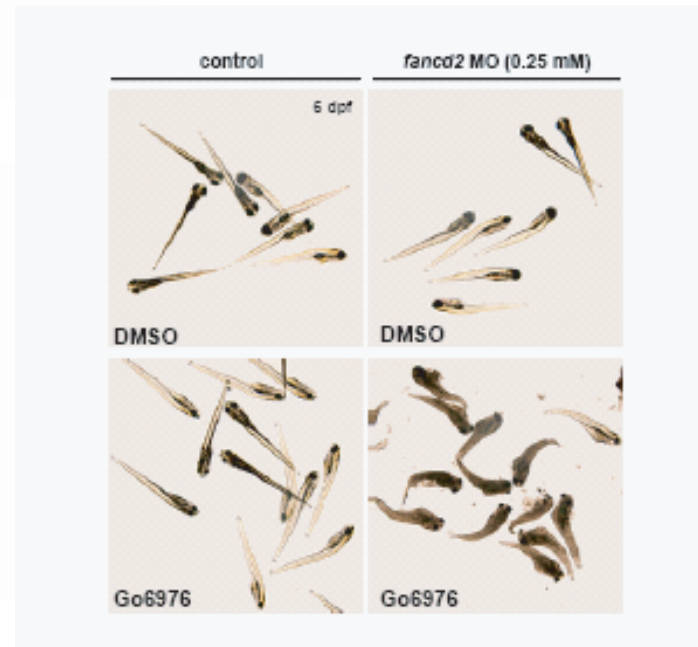 control
fancd2 MO (0.25 mM)
6 dpf
DMSO
DMSO
Go6976
Go6976